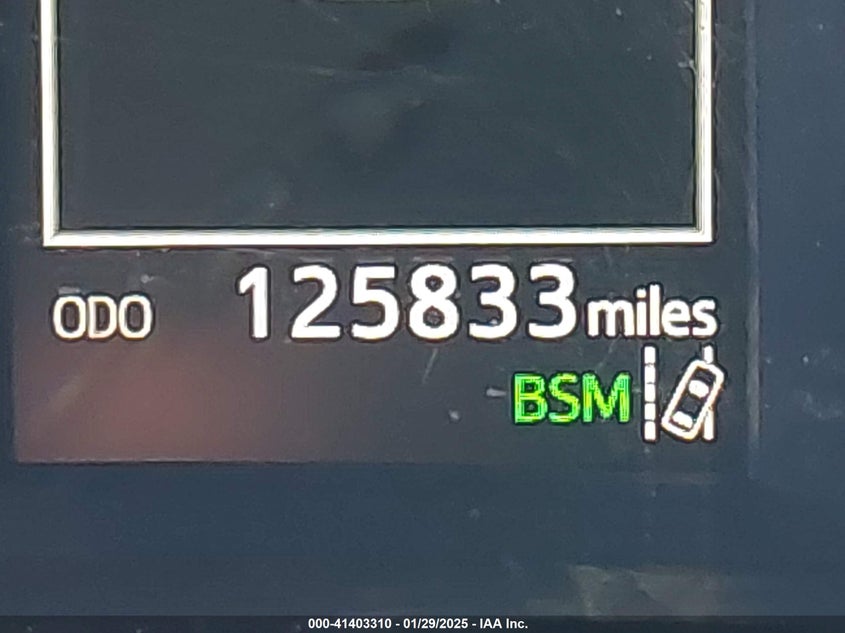 ODO 125833 miles
BSM
000-41403310 - 01/29/2025 - IAA Inc.